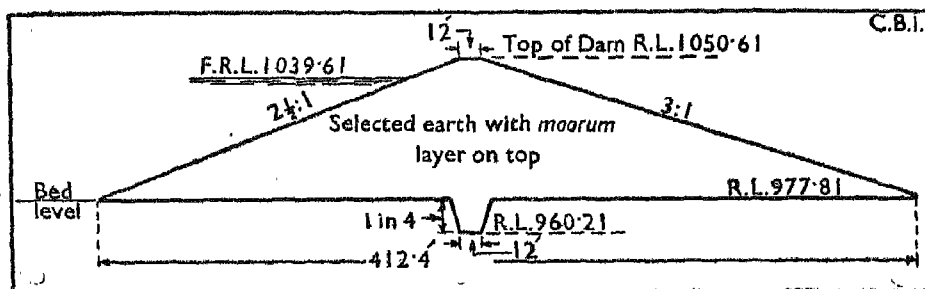 C.B.I.
12′
Top of Dam R.L.1050·61
F.R.L.1039·61
2½:1
3:1
Selected earth with moorum
layer on top
Bed
level
R.L.977·81
1 in 4
R.L.960·21
12′
412·4′